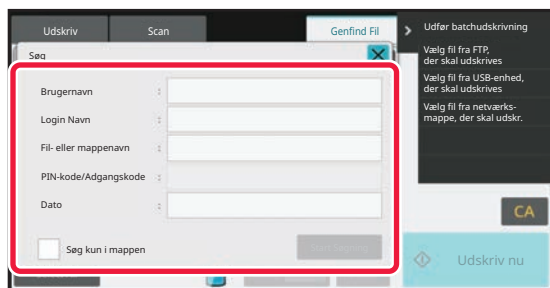 Udskriv
Scan
Genfind Fil
Udfør batchudskrivning
Søg
Vælg fil fra FTP,
der skal udskrives
Vælg fil fra USB-enhed,
der skal udskrives
Vælg fil fra netværks-
mappe, der skal udskr.
Brugernavn :
Login Navn :
Fil- eller mappenavn :
PIN-kode/Adgangskode :
Dato :
Søg kun i mappen
CA
Udskriv nu